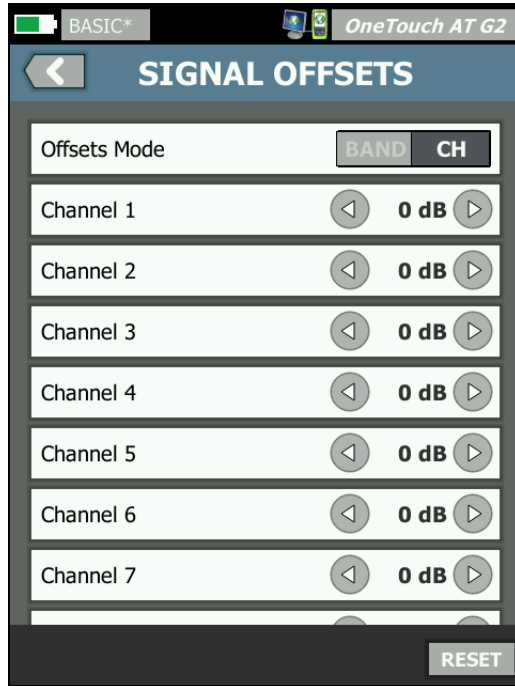 BASIC*
OneTouch AT G2
SIGNAL OFFSETS
Offsets Mode BAND CH
Channel 1 0 dB
Channel 2 0 dB
Channel 3 0 dB
Channel 4 0 dB
Channel 5 0 dB
Channel 6 0 dB
Channel 7 0 dB
RESET